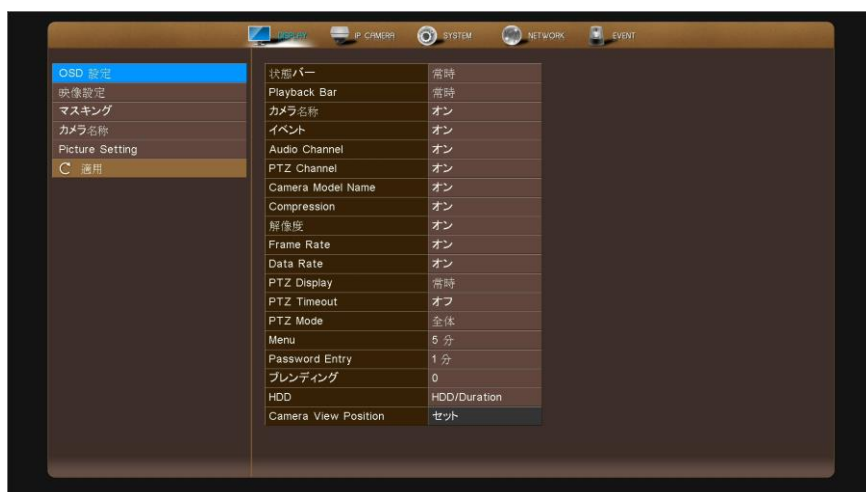 DISPLAY IP CAMERA SYSTEM NETWORK EVENT
OSD 設定
映像設定
マスキング
カメラ名称
Picture Setting
適用
状態バー 常時
Playback Bar 常時
カメラ名称 オン
イベント オン
Audio Channel オン
PTZ Channel オン
Camera Model Name オン
Compression オン
解像度 オン
Frame Rate オン
Data Rate オン
PTZ Display 常時
PTZ Timeout オフ
PTZ Mode 全体
Menu 5 分
Password Entry 1 分
ブレンディング 0
HDD HDD/Duration
Camera View Position セット